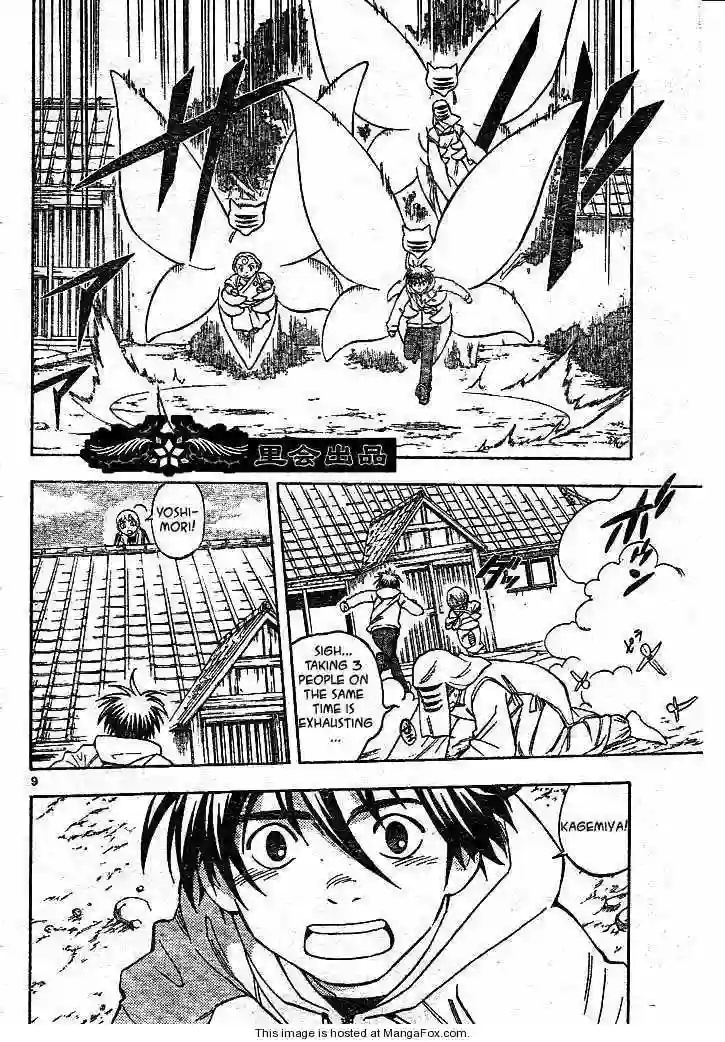 里会出品
YOSHI-
MORI!
SIGH...
TAKING 3
PEOPLE ON
THE SAME
TIME IS
EXHAUSTING
...
9
KAGEMIYA!
This image is hosted at MangaFox.com.